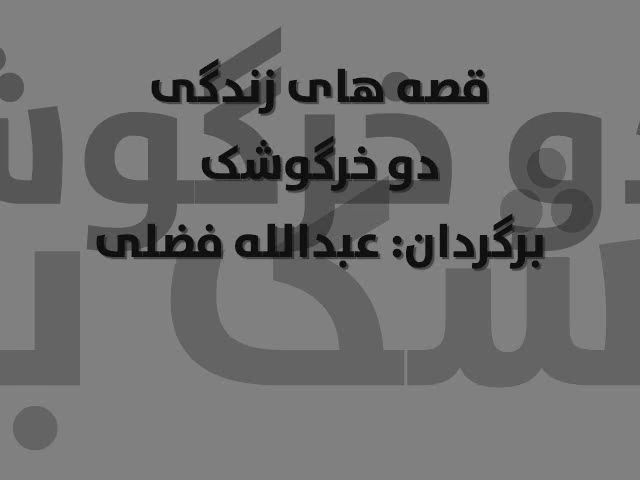 قصه های زندگی
دو خرگوشک
برگردان: عبدالله فضلی